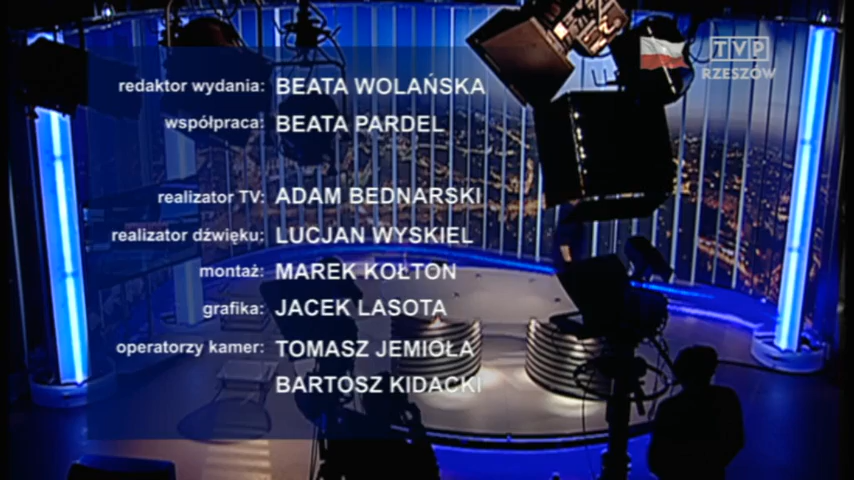 TVP
RZESZÓW
redaktor wydania: BEATA WOLAŃSKA
współpraca: BEATA PARDEL
realizator TV: ADAM BEDNARSKI
realizator dźwięku: LUCJAN WYSKIEL
montaż: MAREK KOŁTON
grafika: JACEK LASOTA
operatorzy kamer: TOMASZ JEMIOŁA
BARTOSZ KIDACKI